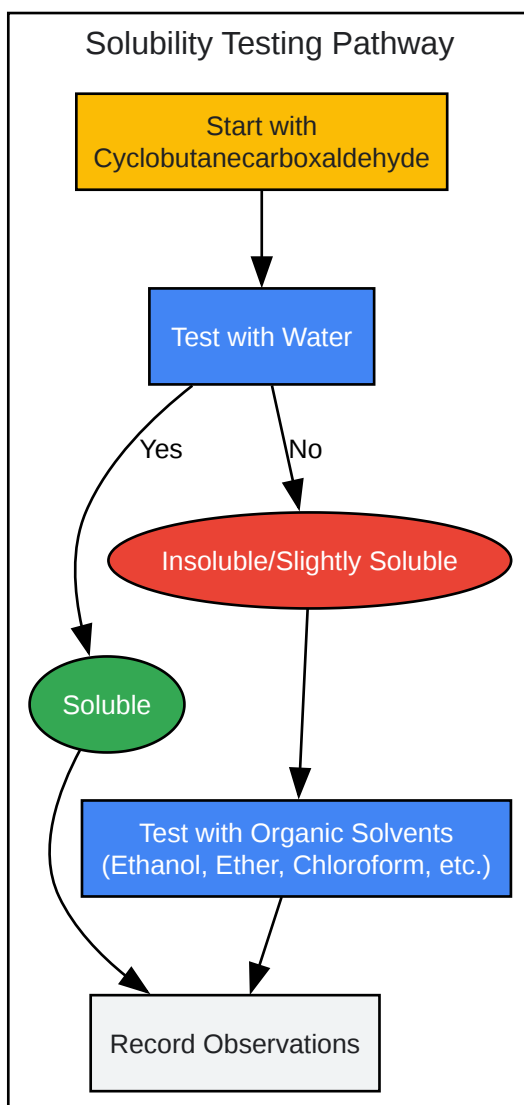 Solubility Testing Pathway
Start with
Cyclobutanecarboxaldehyde
Test with Water
Yes
No
Insoluble/Slightly Soluble
Soluble
Test with Organic Solvents
(Ethanol, Ether, Chloroform, etc.)
Record Observations